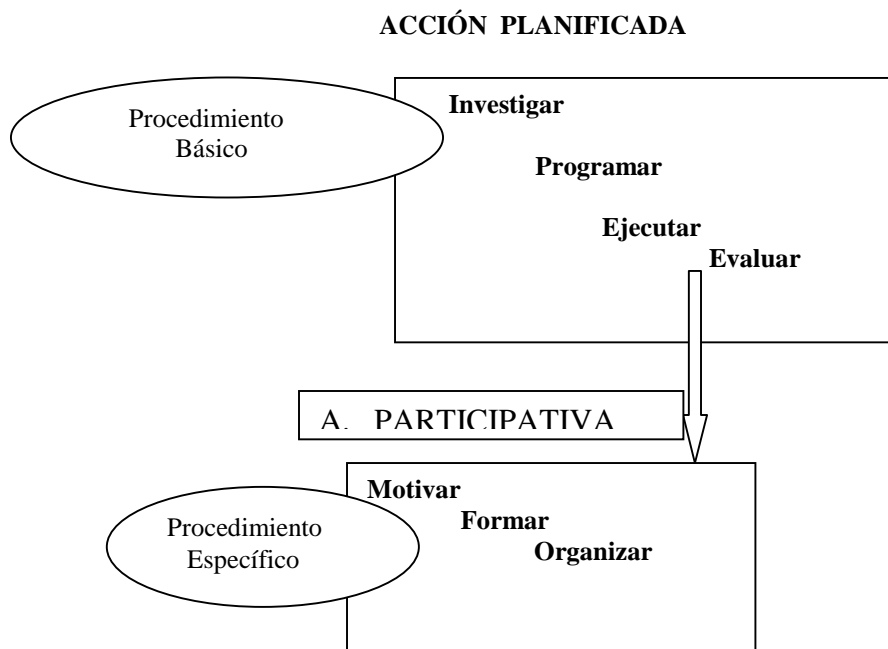 ACCIÓN PLANIFICADA
Procedimiento
Básico
Investigar
Programar
Ejecutar
Evaluar
A. PARTICIPATIVA
Procedimiento
Específico
Motivar
Formar
Organizar